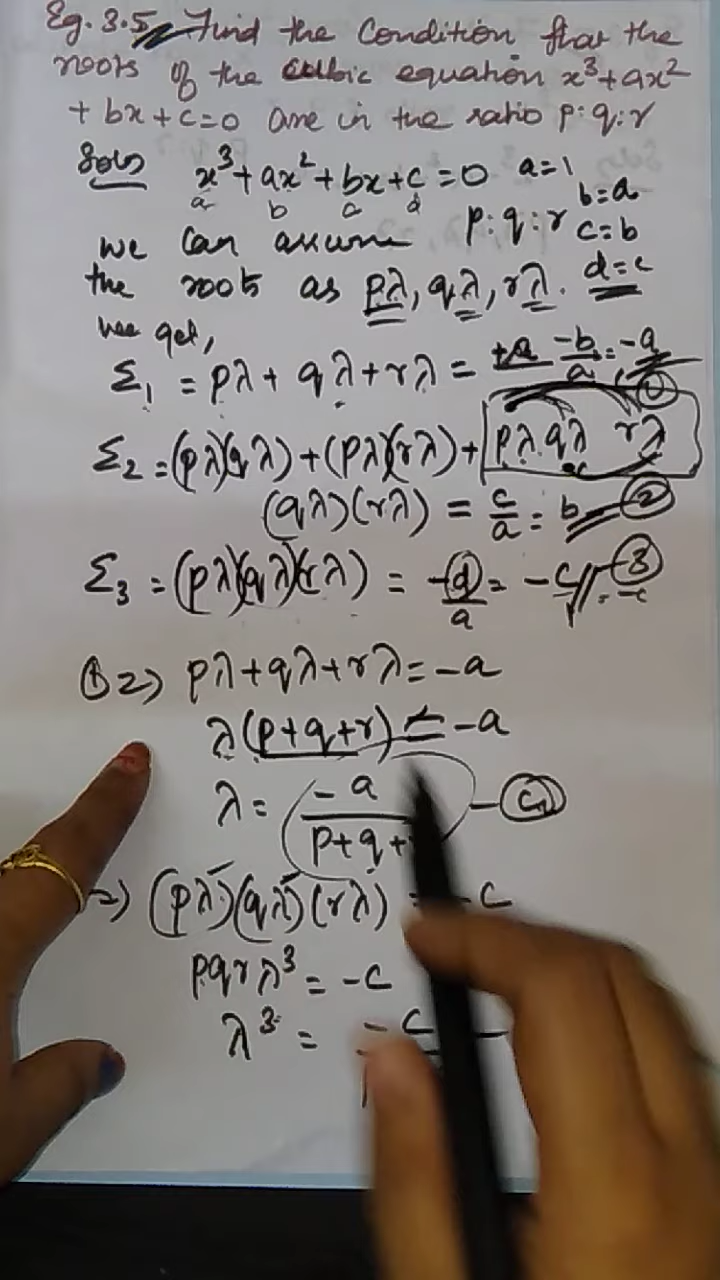 Eg. 3.5 Find the condition that the
roots of the cubic equation x³+ax²
+ bx+c=0 are in the ratio p:q:r
Soln x³+ax²+bx+c=0 a=1
a b c d b=a
we can assume p:q:r c=b
the roots as pλ, qλ, rλ. d=c
we get,
Σ₁ = pλ+ qλ+rλ = -b/a = -a ①
Σ₂ =(pλ)(qλ)+(pλ)(rλ)+ pλ qλ rλ
(qλ)(rλ) = c/a = b ②
Σ₃ =(pλ)(qλ)(rλ) = -d/a = -c/1 = -c ③
① => pλ+qλ+rλ=-a
λ(p+q+r) = -a
λ = -a/p+q+
=> (pλ)(qλ)(rλ) = -c
pqrλ³ = -c
λ³ = -c